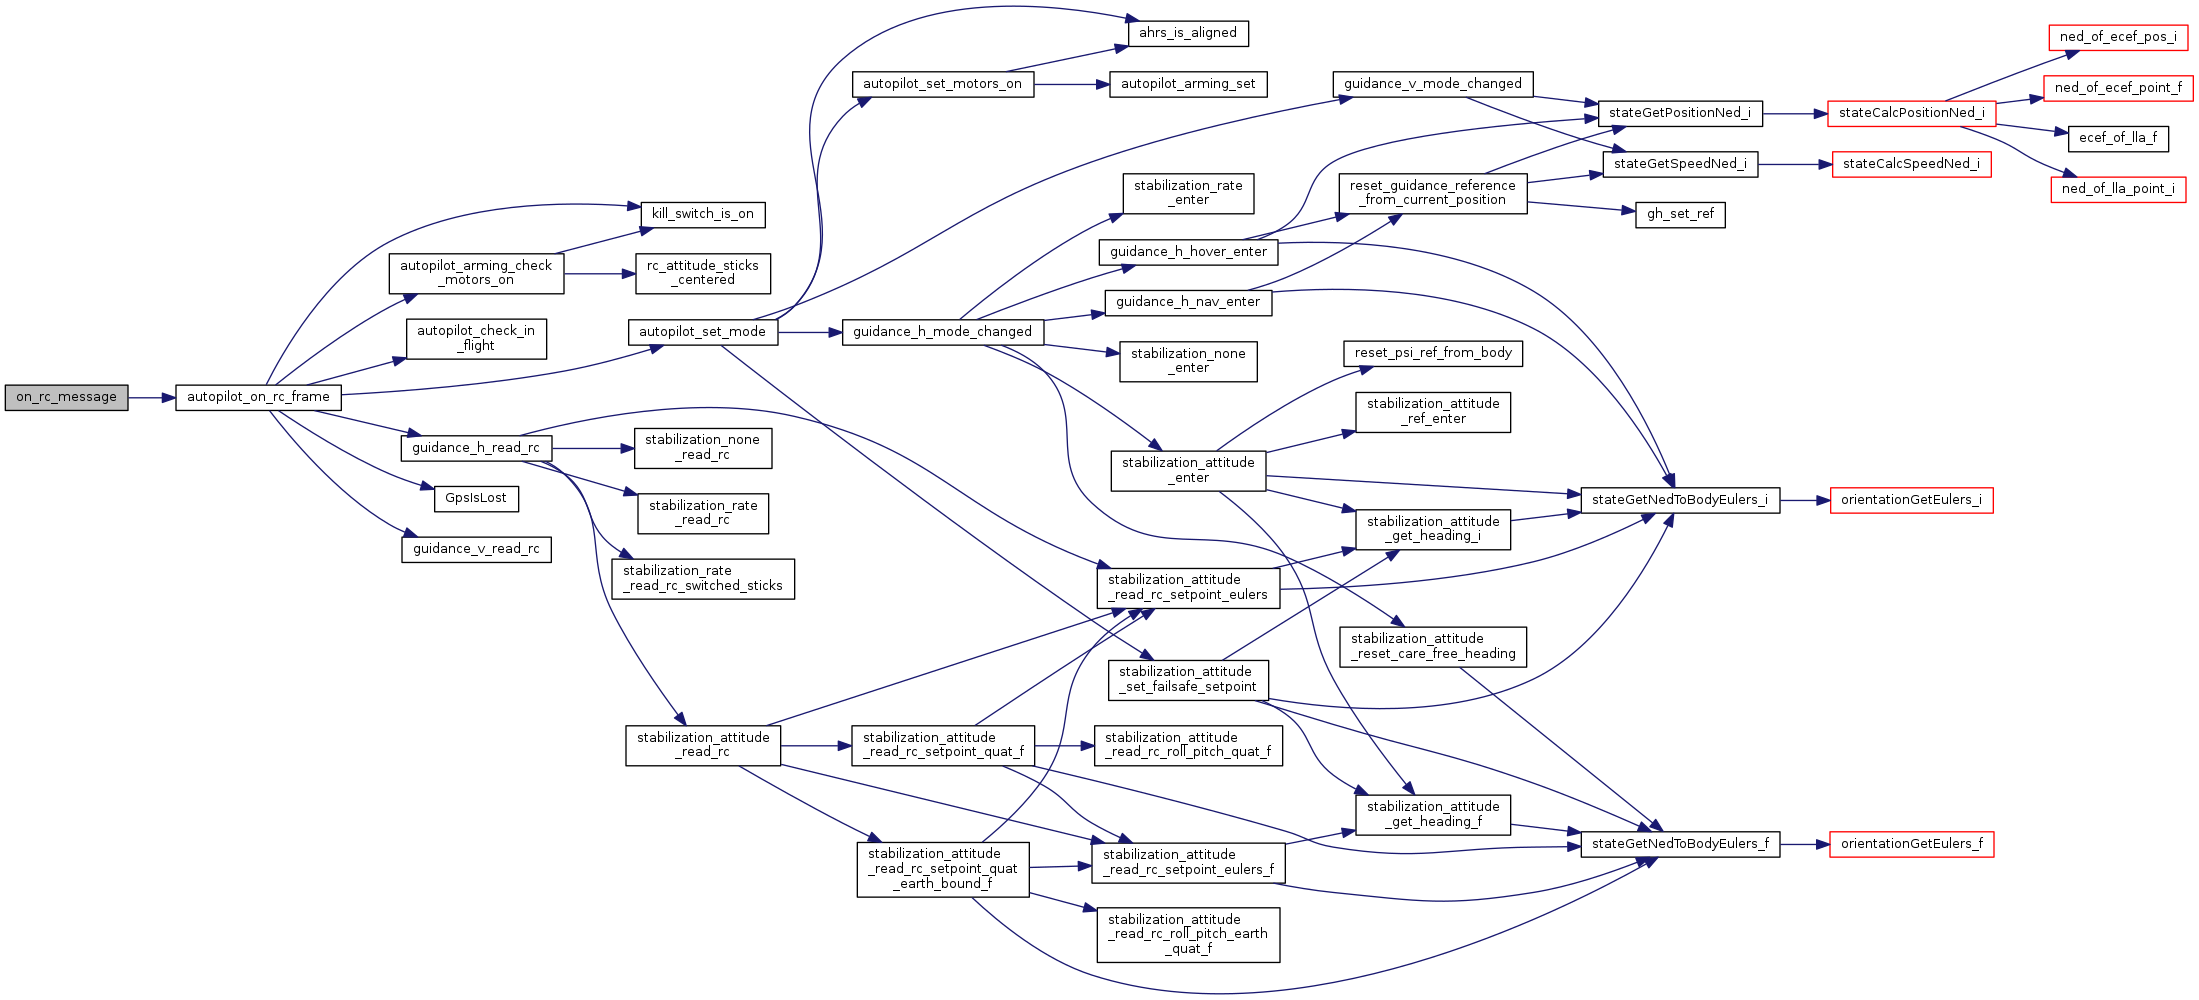 on_rc_message
autopilot_on_rc_frame
kill_switch_is_on
autopilot_arming_check
_motors_on
rc_attitude_sticks
_centered
autopilot_check_in
_flight
autopilot_set_mode
guidance_h_read_rc
stabilization_none
_read_rc
GpsIsLost
stabilization_rate
_read_rc
guidance_v_read_rc
stabilization_rate
_read_rc_switched_sticks
stabilization_attitude
_read_rc
ahrs_is_aligned
autopilot_set_motors_on
autopilot_arming_set
stabilization_rate
_enter
guidance_h_hover_enter
guidance_h_nav_enter
guidance_h_mode_changed
stabilization_none
_enter
stabilization_attitude
_enter
stabilization_attitude
_read_rc_setpoint_eulers
stabilization_attitude
_set_failsafe_setpoint
stabilization_attitude
_read_rc_setpoint_quat_f
stabilization_attitude
_read_rc_roll_pitch_quat_f
stabilization_attitude
_read_rc_setpoint_quat
_earth_bound_f
stabilization_attitude
_read_rc_setpoint_eulers_f
stabilization_attitude
_read_rc_roll_pitch_earth
_quat_f
guidance_v_mode_changed
reset_guidance_reference
_from_current_position
reset_psi_ref_from_body
stabilization_attitude
_ref_enter
stabilization_attitude
_get_heading_i
stabilization_attitude
_reset_care_free_heading
stabilization_attitude
_get_heading_f
stateGetPositionNed_i
stateGetSpeedNed_i
gh_set_ref
stateGetNedToBodyEulers_i
stateGetNedToBodyEulers_f
stateCalcPositionNed_i
stateCalcSpeedNed_i
orientationGetEulers_i
orientationGetEulers_f
ned_of_ecef_pos_i
ned_of_ecef_point_f
ecef_of_lla_f
ned_of_lla_point_i